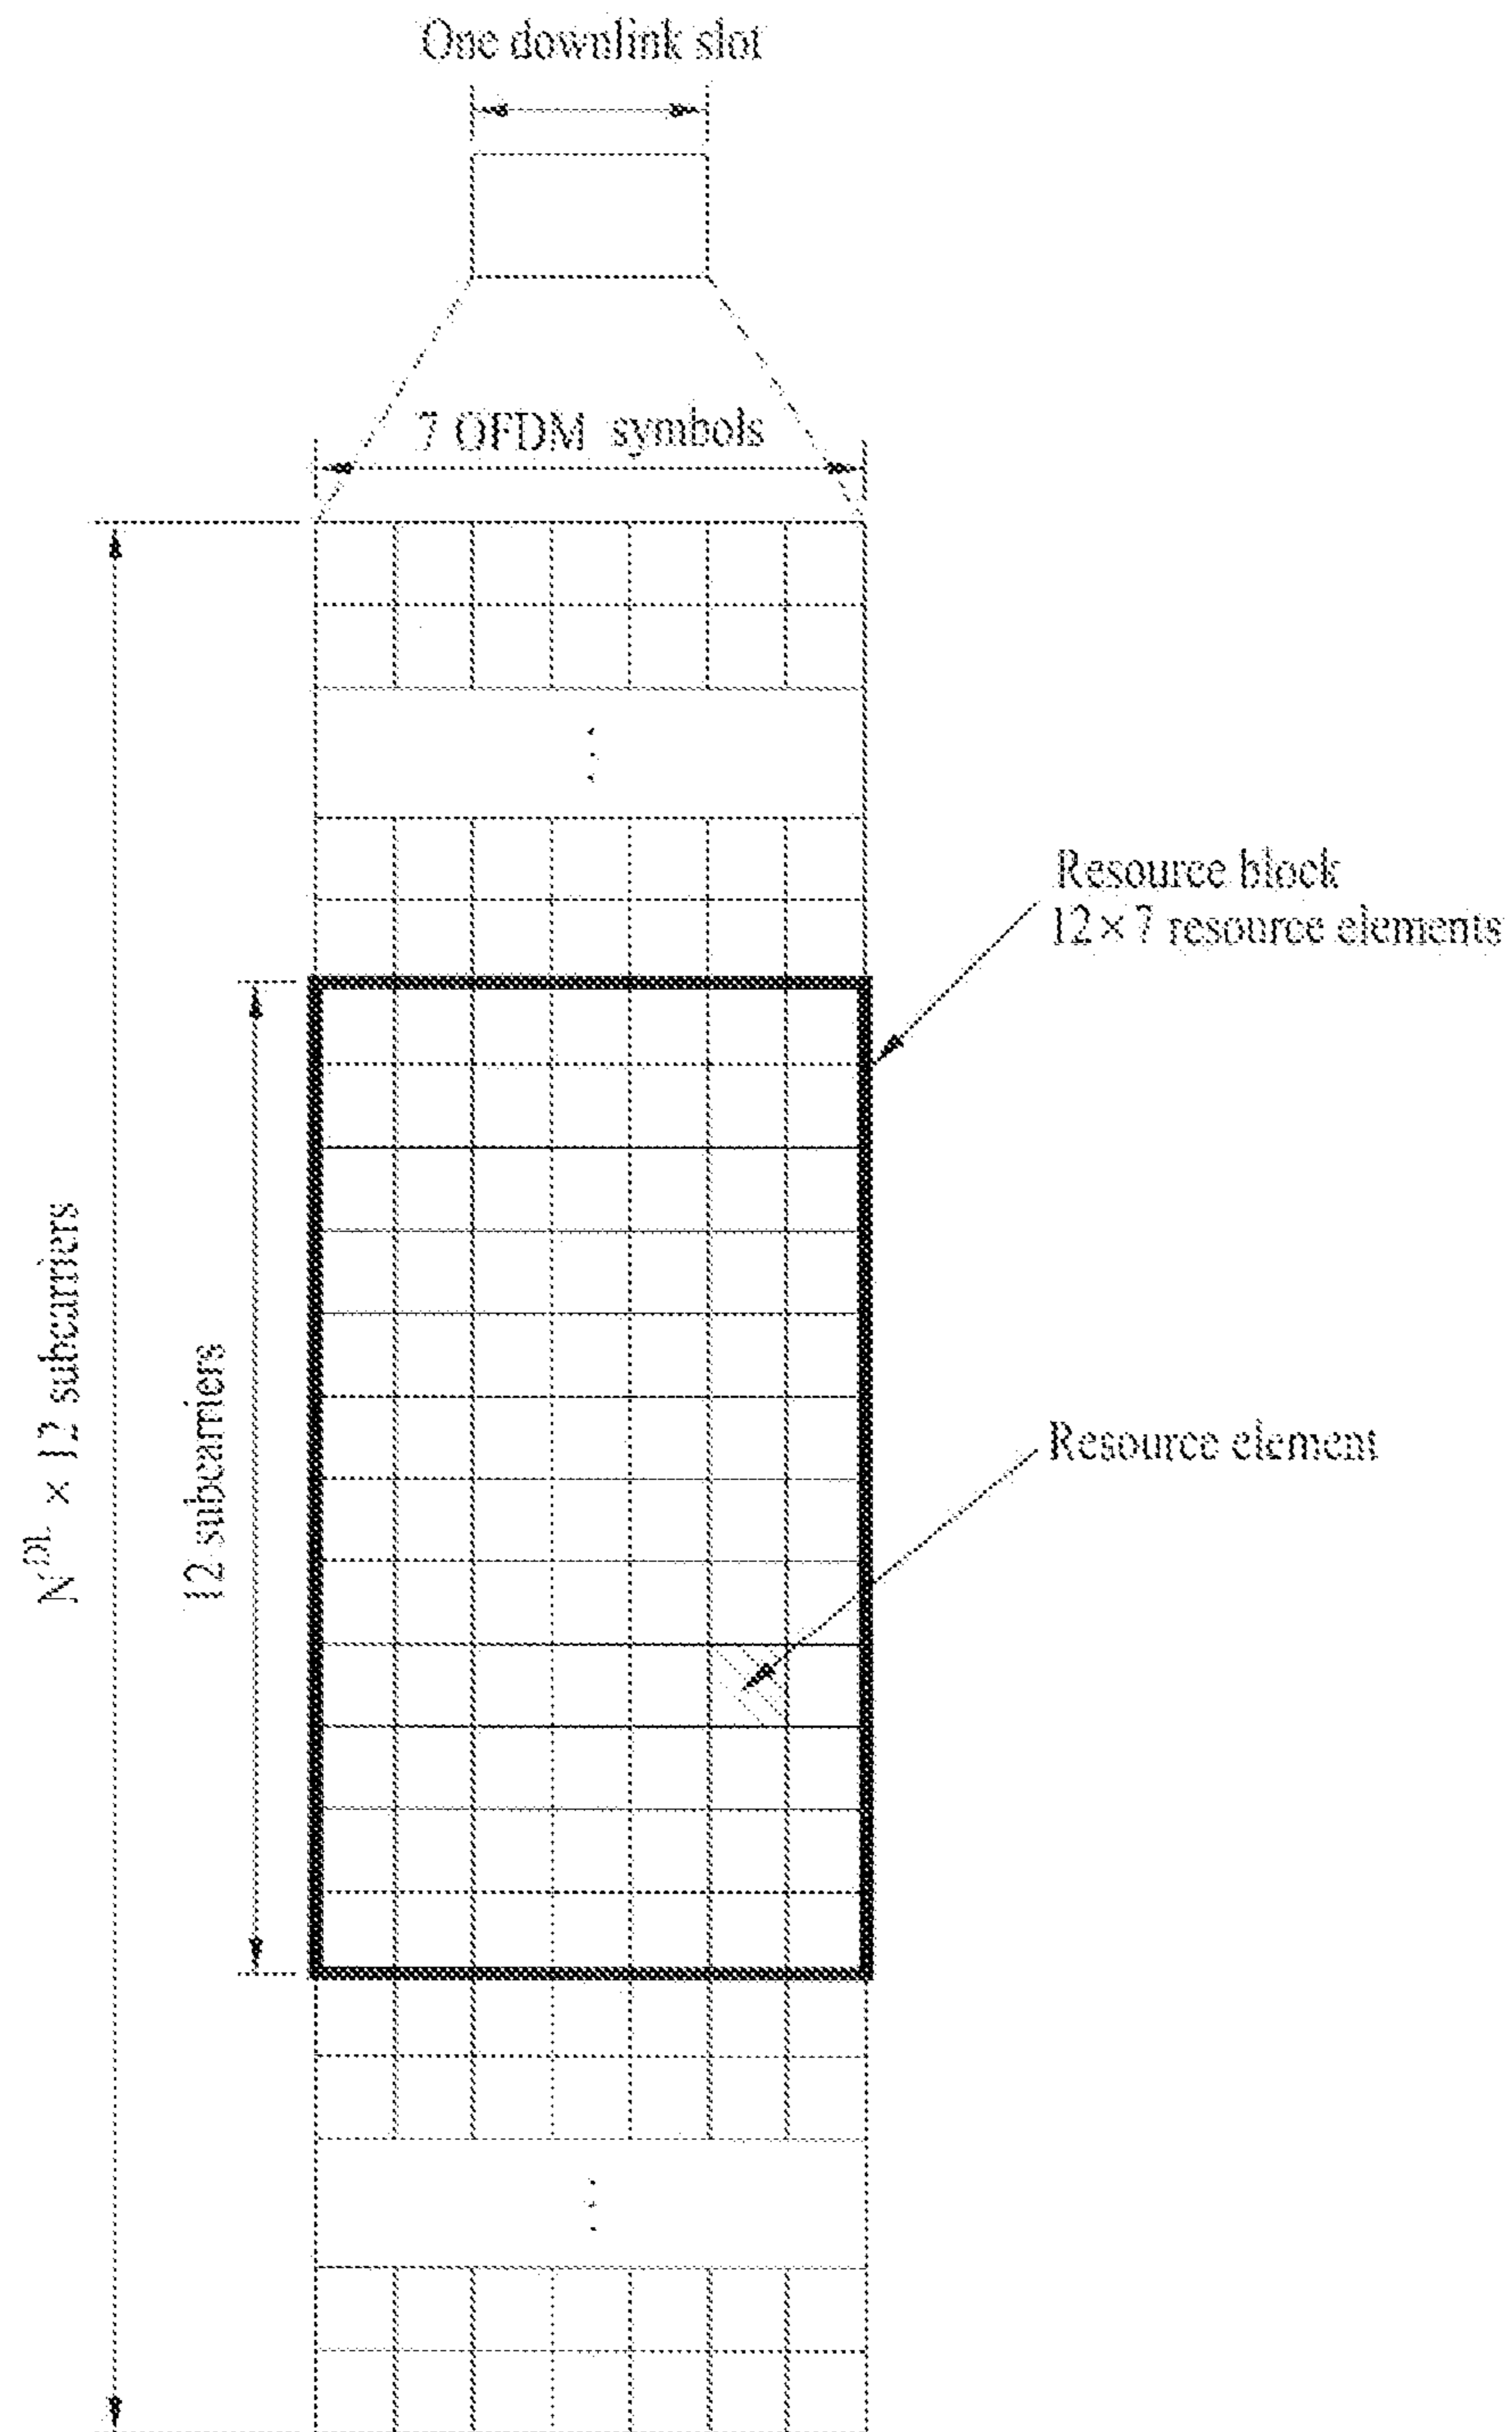 One downlink slot
7 OFDM symbols
Resource block
12×7 resource elements
N^DL × 12 subcarriers
12 subcarriers
Resource element